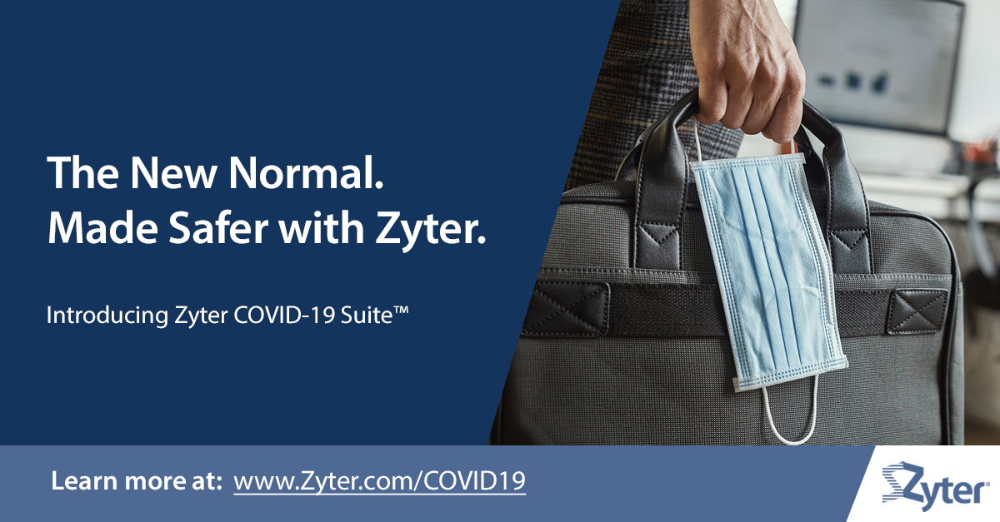 The New Normal.
Made Safer with Zyter.
Introducing Zyter COVID-19 Suite™
Learn more at: www.Zyter.com/COVID19
Zyter®